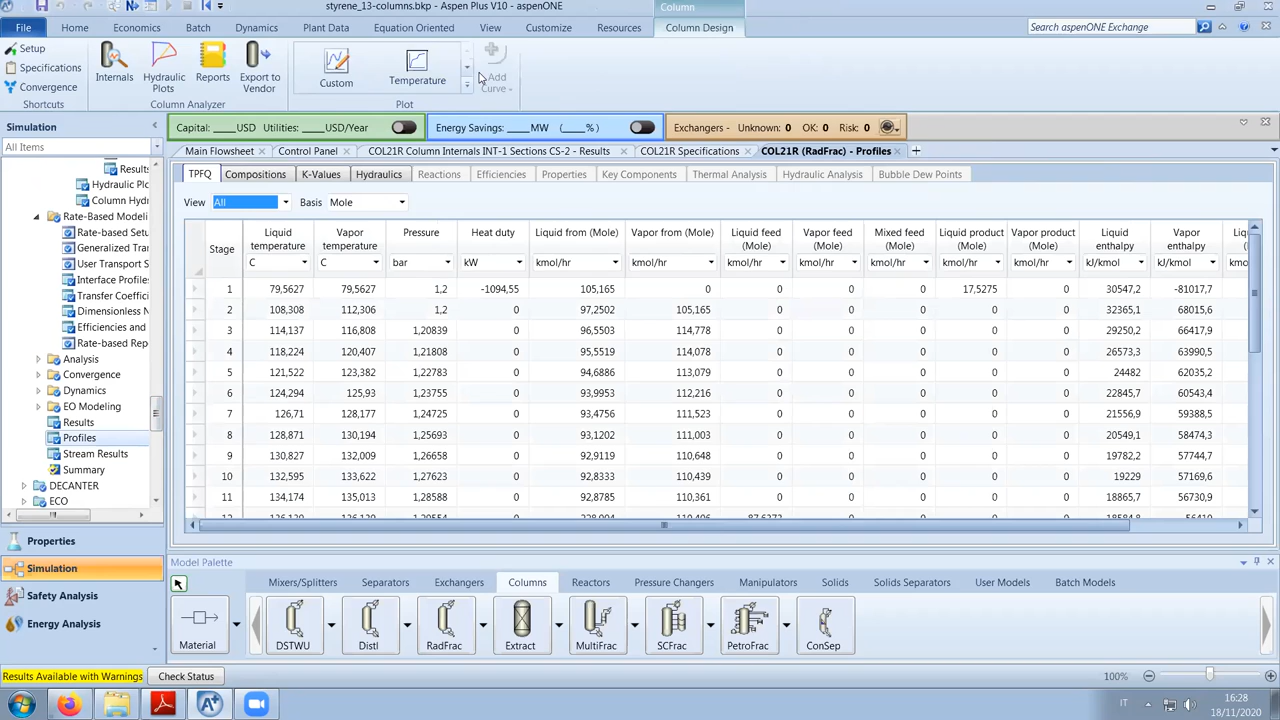 styrene_13-columns.bkp - Aspen Plus V10 - aspenONE
Column
File Home Economics Batch Dynamics Plant Data Equation Oriented View Customize Resources Column Design Search aspenONE Exchange
Setup
Specifications
Convergence
Shortcuts
Internals Hydraulic Plots Reports Export to Vendor
Column Analyzer
Custom Temperature
Add Curve
Plot
Simulation
Capital: ____USD Utilities: ____USD/Year Energy Savings: ____MW (____%) Exchangers - Unknown: 0 OK: 0 Risk: 0
All Items
Main Flowsheet Control Panel COL21R Column Internals INT-1 Sections CS-2 - Results COL21R Specifications COL21R (RadFrac) - Profiles
Results
Hydraulic Plo
Column Hydr
Rate-Based Modeli
Rate-based Setu
Generalized Tran
User Transport S
Interface Profiles
Transfer Coeffici
Dimensionless N
Efficiencies and
Rate-based Rep
Analysis
Convergence
Dynamics
EO Modeling
Results
Profiles
Stream Results
Summary
DECANTER
ECO
TPFQ Compositions K-Values Hydraulics Reactions Efficiencies Properties Key Components Thermal Analysis Hydraulic Analysis Bubble Dew Points
View All Basis Mole
Stage Liquid temperature Vapor temperature Pressure Heat duty Liquid from (Mole) Vapor from (Mole) Liquid feed (Mole) Vapor feed (Mole) Mixed feed (Mole) Liquid product (Mole) Vapor product (Mole) Liquid enthalpy Vapor enthalpy
C C bar kW kmol/hr kmol/hr kmol/hr kmol/hr kmol/hr kmol/hr kmol/hr kJ/kmol kJ/kmol kmol
1 79,5627 79,5627 1,2 -1094,55 105,165 0 0 0 0 17,5275 0 30547,2 -81017,7
2 108,308 112,306 1,2 0 97,2502 105,165 0 0 0 0 0 32365,1 68015,6
3 114,137 116,808 1,20839 0 96,5503 114,778 0 0 0 0 0 29250,2 66417,9
4 118,224 120,407 1,21808 0 95,5519 114,078 0 0 0 0 0 26573,3 63990,5
5 121,522 123,382 1,22783 0 94,6886 113,079 0 0 0 0 0 24482 62035,2
6 124,294 125,93 1,23755 0 93,9953 112,216 0 0 0 0 0 22845,7 60543,4
7 126,71 128,177 1,24725 0 93,4756 111,523 0 0 0 0 0 21556,9 59388,5
8 128,871 130,194 1,25693 0 93,1202 111,003 0 0 0 0 0 20549,1 58474,3
9 130,827 132,009 1,26658 0 92,9119 110,648 0 0 0 0 0 19782,2 57744,7
10 132,595 133,622 1,27623 0 92,8333 110,439 0 0 0 0 0 19229 57169,6
11 134,174 135,013 1,28588 0 92,8785 110,361 0 0 0 0 0 18865,7 56730,9
Properties
Simulation
Safety Analysis
Energy Analysis
Model Palette
Mixers/Splitters Separators Exchangers Columns Reactors Pressure Changers Manipulators Solids Solids Separators User Models Batch Models
Material DSTWU Distl RadFrac Extract MultiFrac SCFrac PetroFrac ConSep
Results Available with Warnings Check Status 100%
IT 16:28
18/11/2020